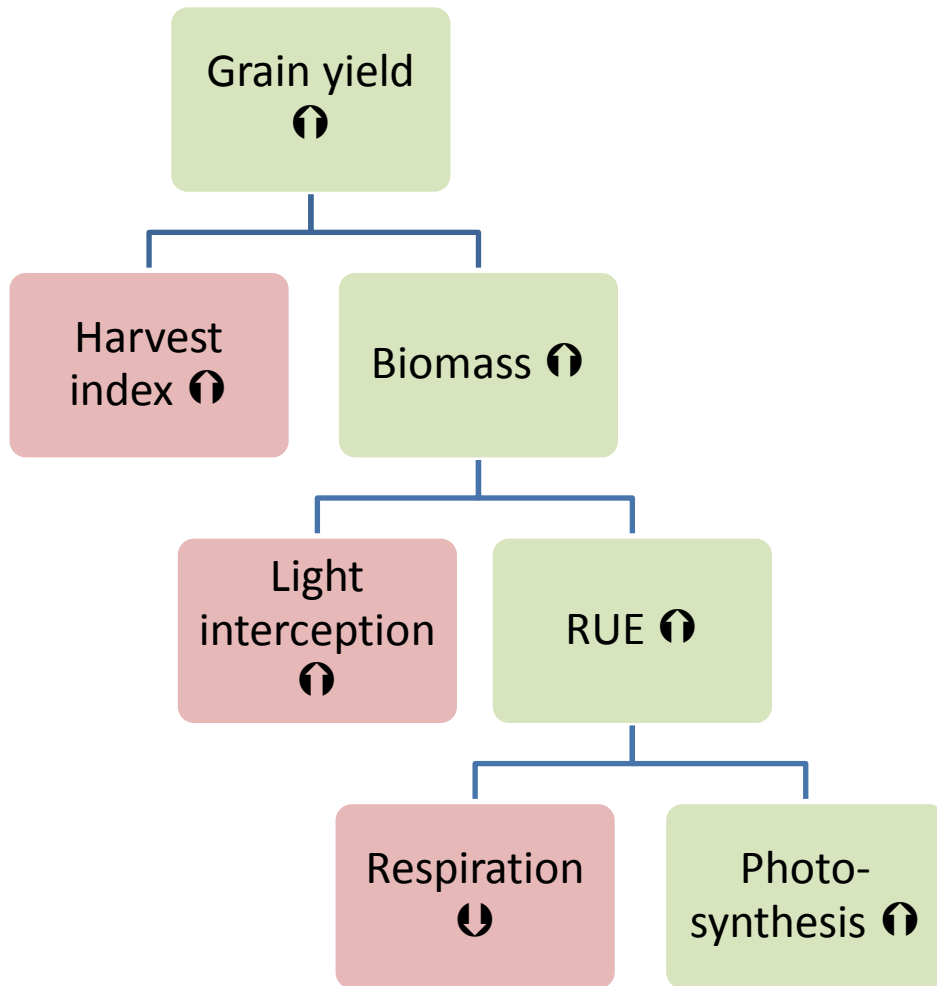 Grain yield
⮉
Harvest
index ⮉
Biomass ⮉
Light
interception
⮉
RUE ⮉
Respiration
⮋
Photo-
synthesis ⮉